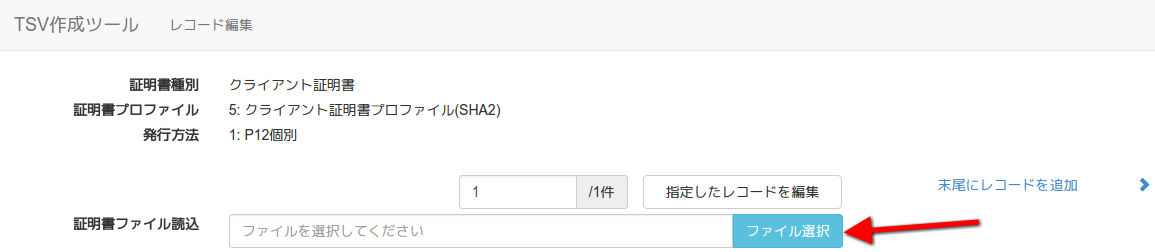 TSV作成ツール レコード編集
証明書種別 クライアント証明書
証明書プロファイル 5: クライアント証明書プロファイル(SHA2)
発行方法 1: P12個別
1 /1件 指定したレコードを編集 末尾にレコードを追加
証明書ファイル読込 ファイルを選択してください ファイル選択